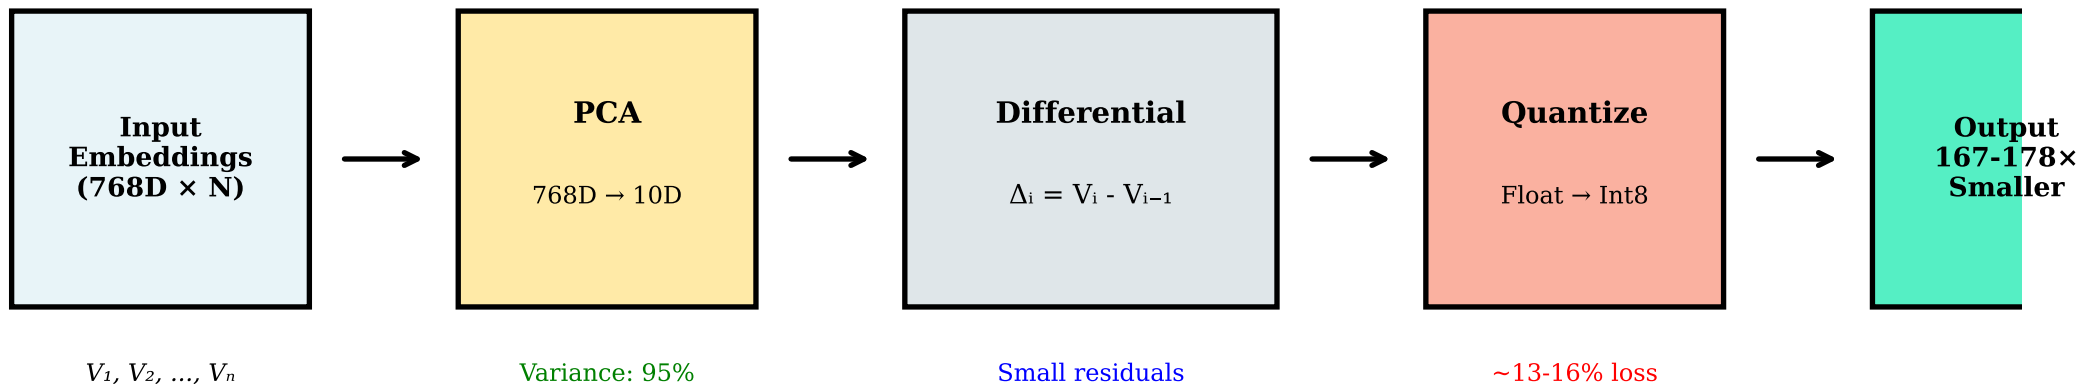 Input
Embeddings
(768D × N)
PCA
768D → 10D
Differential
Δᵢ = Vᵢ - Vᵢ₋₁
Quantize
Float → Int8
Output
167-178×
Smaller
V₁, V₂, ..., Vₙ
Variance: 95%
Small residuals
~13-16% loss